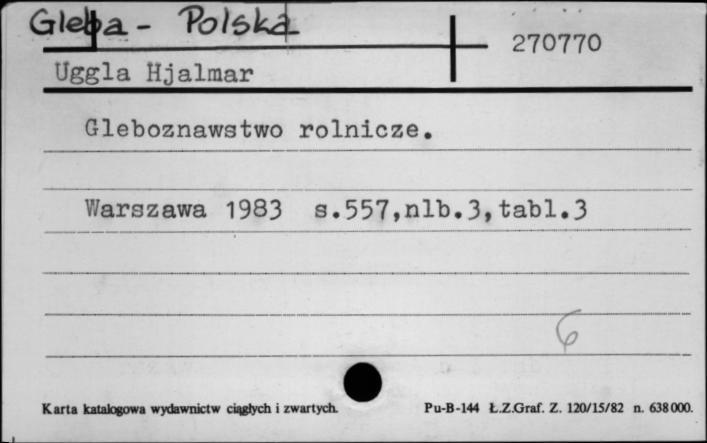 Gleba - Polska
270770
Uggla Hjalmar
Gleboznawstwo rolnicze.
Warszawa 1983 s.557,nlb.3,tabl.3
6
Karta katalogowa wydawnictw ciągłych i zwartych. Pu-B-144 Ł.Z.Graf. Z. 120/15/82 n. 638000.